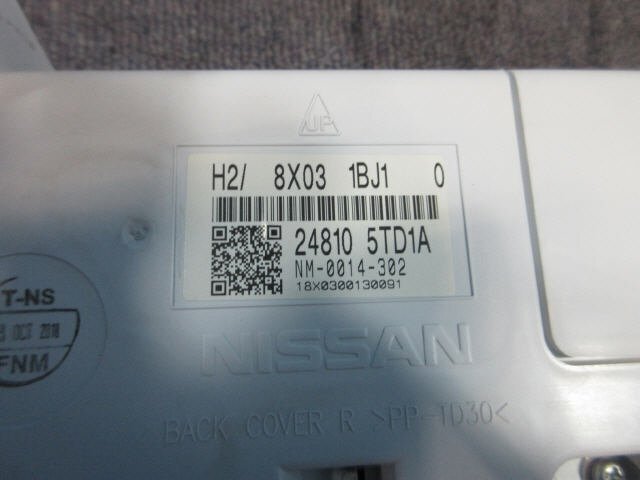 UP
H2/ 8X03 1BJ1 0
24810 5TD1A
NM-0014-302
18X0300130091
T-NS
OCT 2018
FNM
NISSAN
BACK COVER R >PP-TD30<